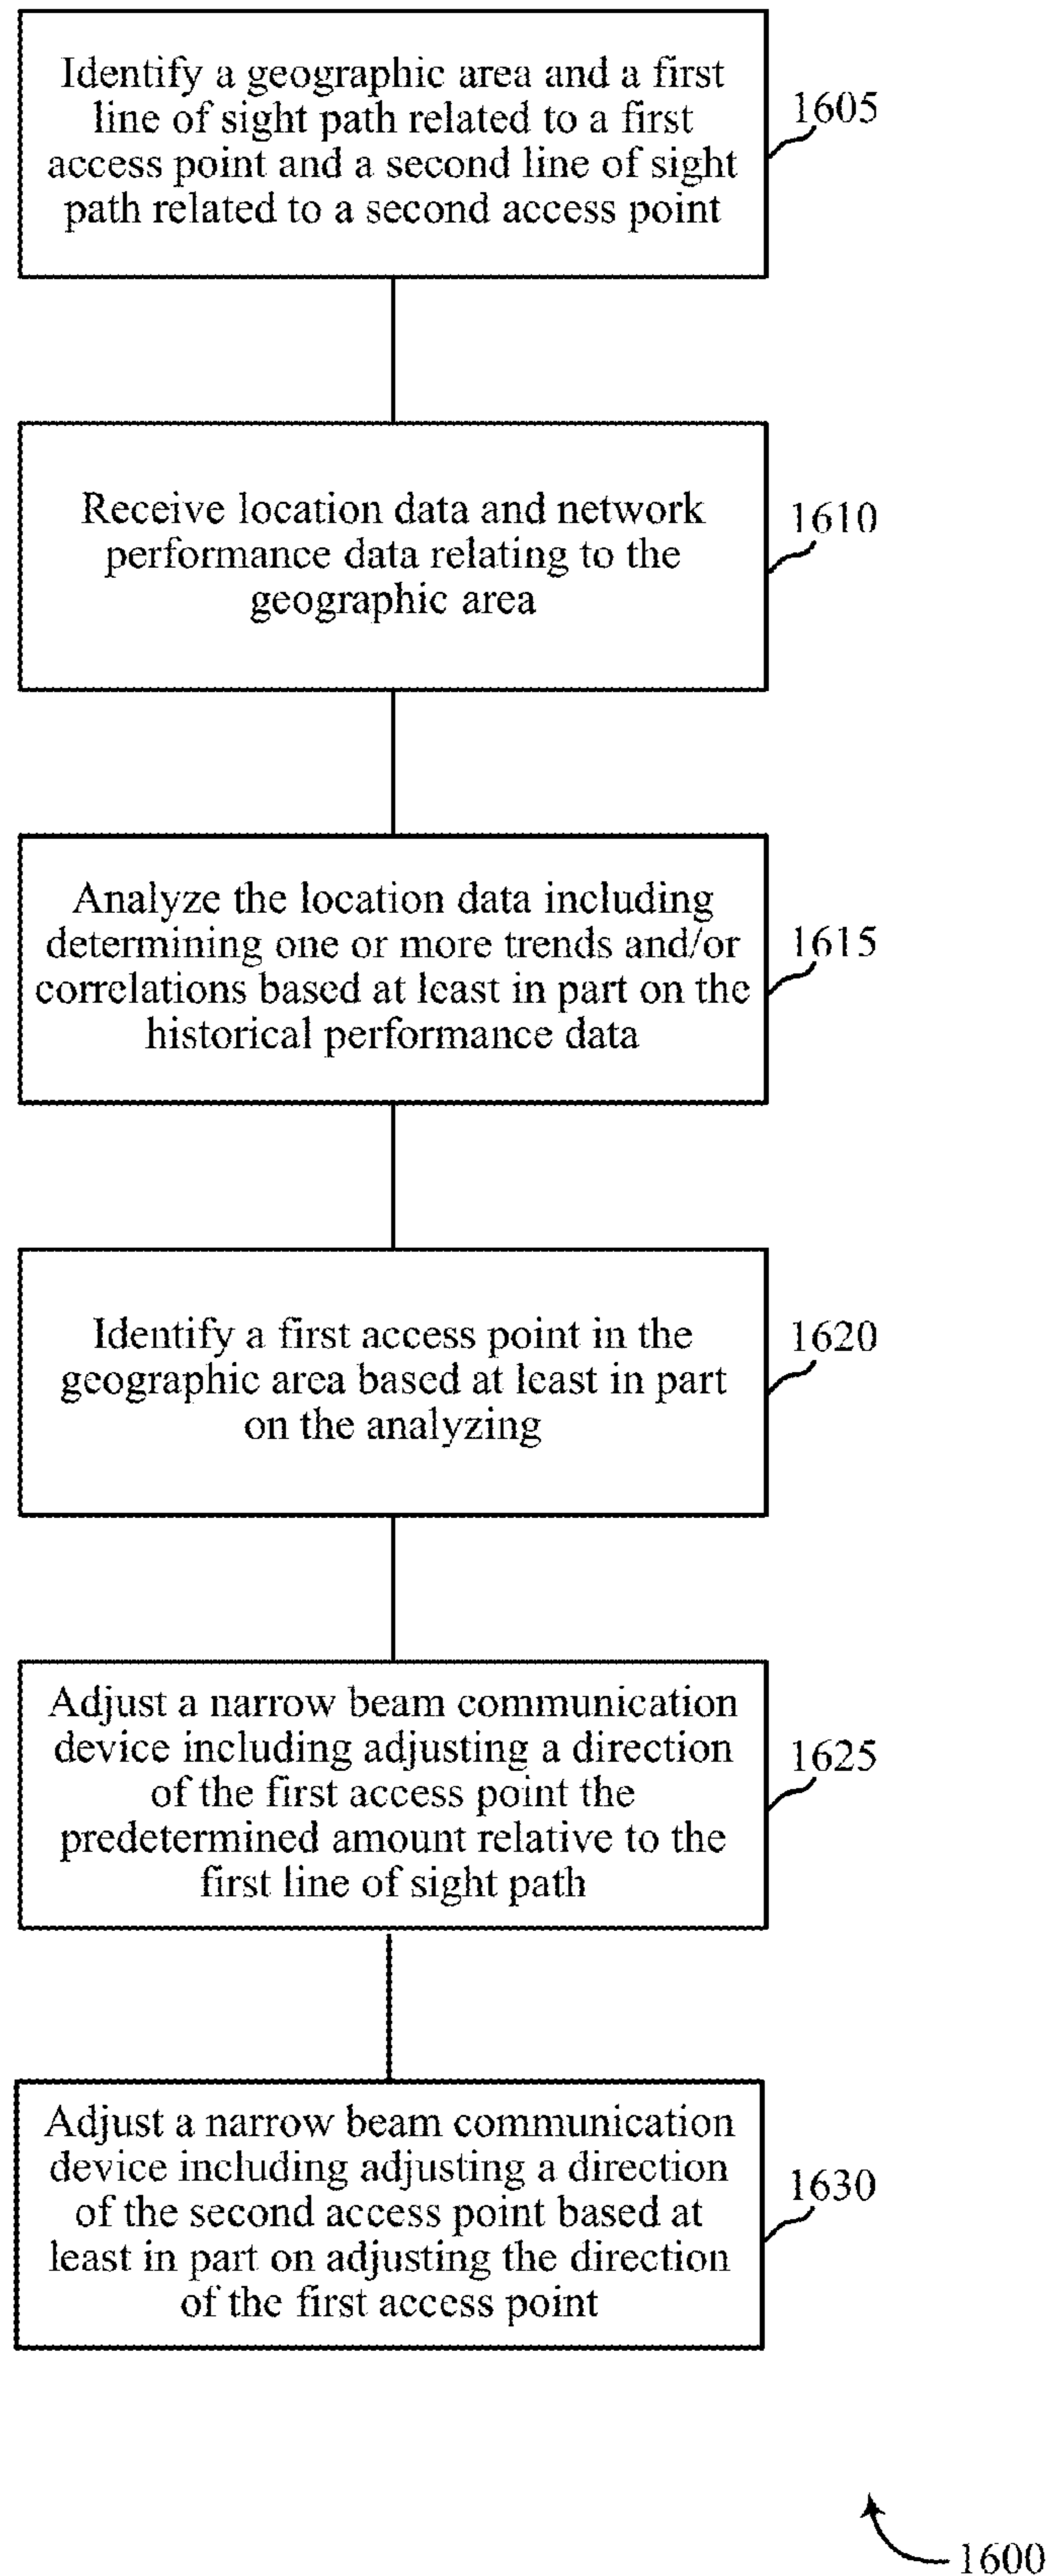 Identify a geographic area and a first
line of sight path related to a first
access point and a second line of sight
path related to a second access point
1605
Receive location data and network
performance data relating to the
geographic area
1610
Analyze the location data including
determining one or more trends and/or
correlations based at least in part on the
historical performance data
1615
Identify a first access point in the
geographic area based at least in part
on the analyzing
1620
Adjust a narrow beam communication
device including adjusting a direction
of the first access point the
predetermined amount relative to the
first line of sight path
1625
Adjust a narrow beam communication
device including adjusting a direction
of the second access point based at
least in part on adjusting the direction
of the first access point
1630
1600